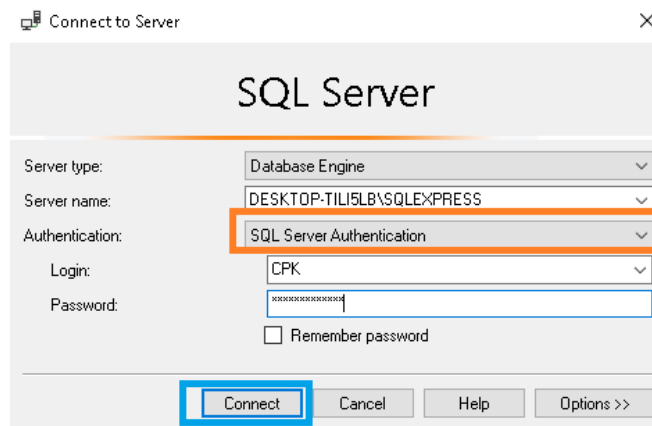 Connect to Server
SQL Server
Server type: Database Engine
Server name: DESKTOP-TILI5LB\SQLEXPRESS
Authentication: SQL Server Authentication
Login: CPK
Password: *************
Remember password
Connect Cancel Help Options >>